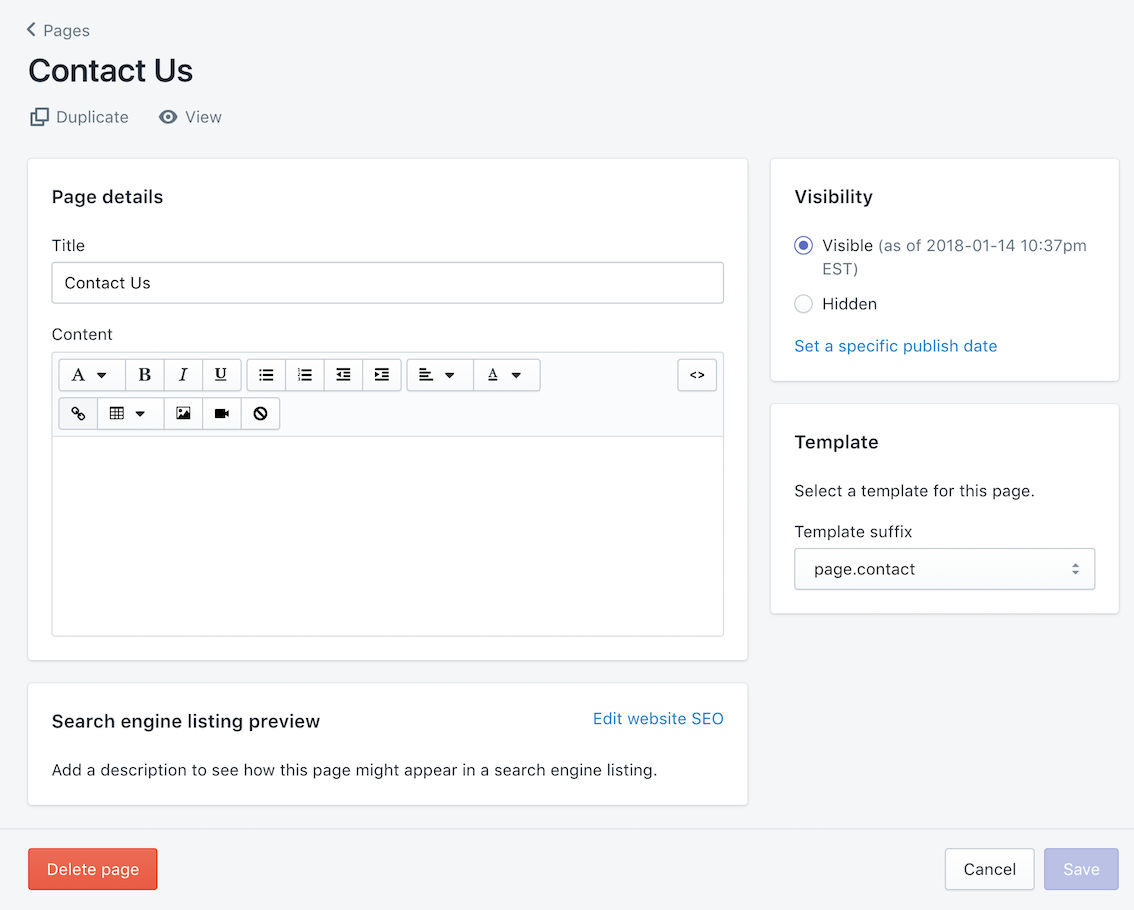 Pages
Contact Us
Duplicate View
Page details
Title
Contact Us
Content
A B I U A <>
Visibility
Visible (as of 2018-01-14 10:37pm
EST)
Hidden
Set a specific publish date
Template
Select a template for this page.
Template suffix
page.contact
Search engine listing preview
Edit website SEO
Add a description to see how this page might appear in a search engine listing.
Delete page
Cancel
Save